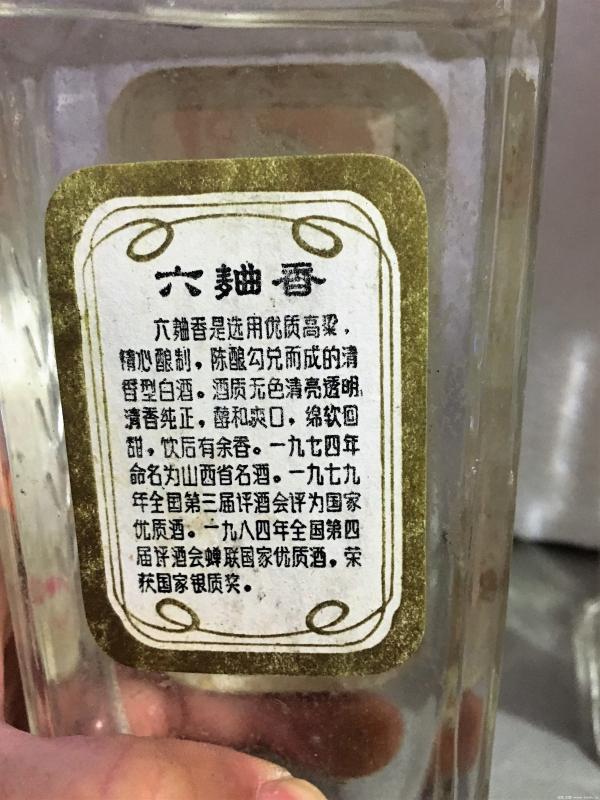 六麯香
六麯香是选用优质高粱，
精心酿制，陈酿勾兑而成的清
香型白酒。酒质无色清亮透明，
清香纯正，醇和爽口，绵软回
甜，饮后有余香。一九七四年
命名为山西省名酒。一九七九
年全国第三届评酒会评为国家
优质酒。一九八四年全国第四
届评酒会蝉联国家优质酒，荣
获国家银质奖。